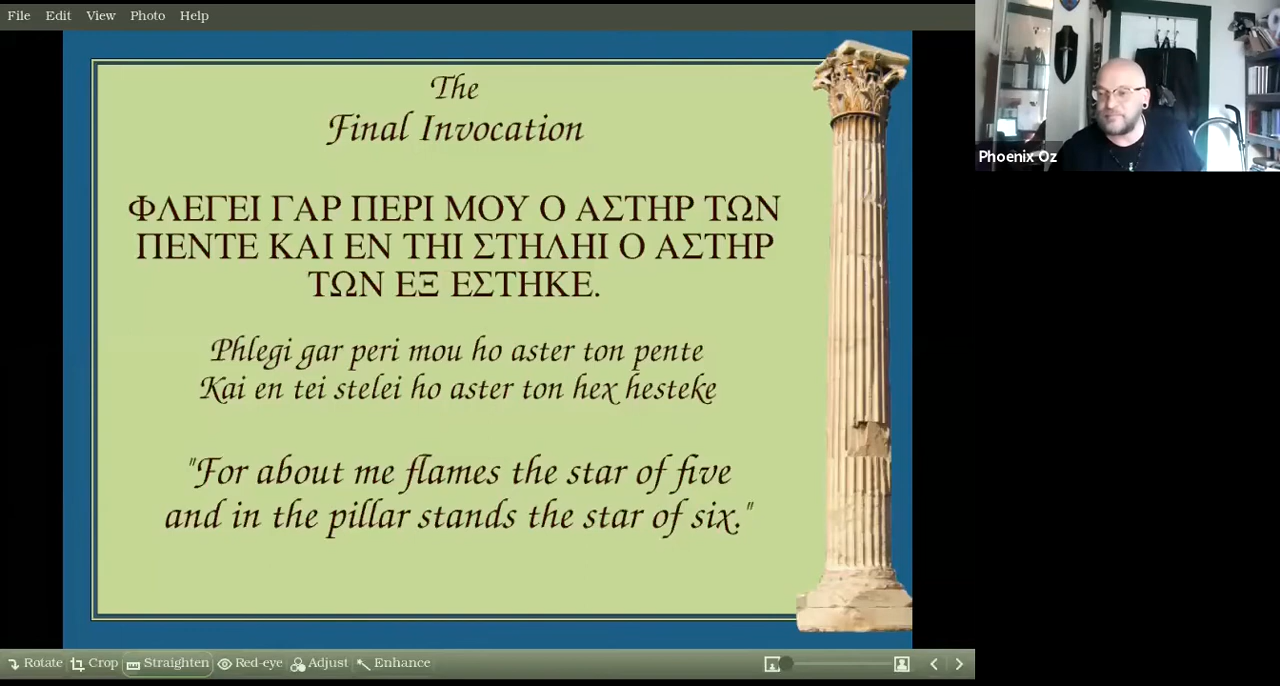 File Edit View Photo Help
The
Final Invocation
ΦΛΕΓΕΙ ΓΑΡ ΠΕΡΙ ΜΟΥ Ο ΑΣΤΗΡ ΤΩΝ
ΠΕΝΤΕ ΚΑΙ ΕΝ ΤΗΙ ΣΤΗΛΗΙ Ο ΑΣΤΗΡ
ΤΩΝ ΕΞ ΕΣΤΗΚΕ.
Phlegi gar peri mou ho aster ton pente
Kai en tei stelei ho aster ton hex hesteke
"For about me flames the star of five
and in the pillar stands the star of six."
Rotate Crop Straighten Red-eye Adjust Enhance
Phoenix Oz